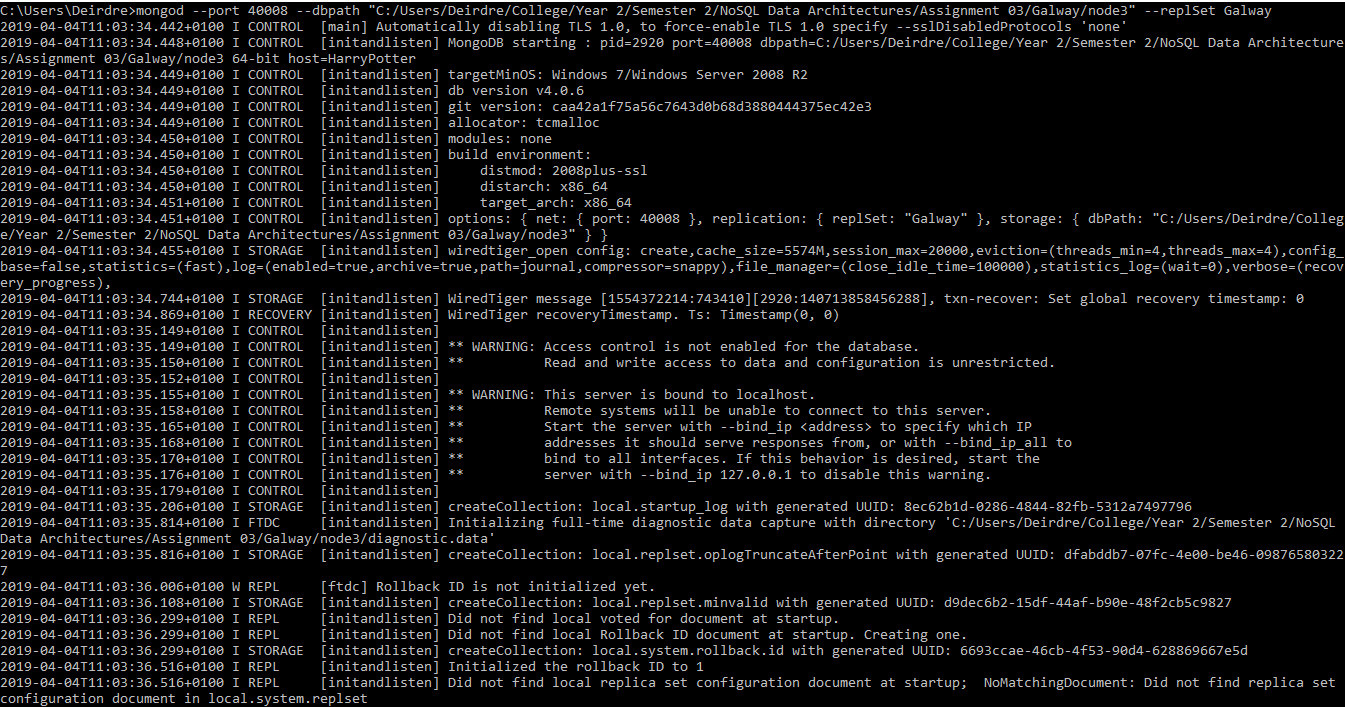 C:\Users\Deirdre>mongod --port 40008 --dbpath "C:/Users/Deirdre/College/Year 2/Semester 2/NoSQL Data Architectures/Assignment 03/Galway/node3" --replSet Galway
2019-04-04T11:03:34.442+0100 I CONTROL  [main] Automatically disabling TLS 1.0, to force-enable TLS 1.0 specify --sslDisabledProtocols 'none'
2019-04-04T11:03:34.448+0100 I CONTROL  [initandlisten] MongoDB starting : pid=2920 port=40008 dbpath=C:/Users/Deirdre/College/Year 2/Semester 2/NoSQL Data Architecture
s/Assignment 03/Galway/node3 64-bit host=HarryPotter
2019-04-04T11:03:34.449+0100 I CONTROL  [initandlisten] targetMinOS: Windows 7/Windows Server 2008 R2
2019-04-04T11:03:34.449+0100 I CONTROL  [initandlisten] db version v4.0.6
2019-04-04T11:03:34.449+0100 I CONTROL  [initandlisten] git version: caa42a1f75a56c7643d0b68d3880444375ec42e3
2019-04-04T11:03:34.449+0100 I CONTROL  [initandlisten] allocator: tcmalloc
2019-04-04T11:03:34.450+0100 I CONTROL  [initandlisten] modules: none
2019-04-04T11:03:34.450+0100 I CONTROL  [initandlisten] build environment:
2019-04-04T11:03:34.450+0100 I CONTROL  [initandlisten]     distmod: 2008plus-ssl
2019-04-04T11:03:34.450+0100 I CONTROL  [initandlisten]     distarch: x86_64
2019-04-04T11:03:34.451+0100 I CONTROL  [initandlisten]     target_arch: x86_64
2019-04-04T11:03:34.451+0100 I CONTROL  [initandlisten] options: { net: { port: 40008 }, replication: { replSet: "Galway" }, storage: { dbPath: "C:/Users/Deirdre/Colleg
e/Year 2/Semester 2/NoSQL Data Architectures/Assignment 03/Galway/node3" } }
2019-04-04T11:03:34.455+0100 I STORAGE  [initandlisten] wiredtiger_open config: create,cache_size=5574M,session_max=20000,eviction=(threads_min=4,threads_max=4),config_
base=false,statistics=(fast),log=(enabled=true,archive=true,path=journal,compressor=snappy),file_manager=(close_idle_time=100000),statistics_log=(wait=0),verbose=(recov
ery_progress),
2019-04-04T11:03:34.744+0100 I STORAGE  [initandlisten] WiredTiger message [1554372214:743410][2920:140713858456288], txn-recover: Set global recovery timestamp: 0
2019-04-04T11:03:34.869+0100 I RECOVERY [initandlisten] WiredTiger recoveryTimestamp. Ts: Timestamp(0, 0)
2019-04-04T11:03:35.149+0100 I CONTROL  [initandlisten]
2019-04-04T11:03:35.149+0100 I CONTROL  [initandlisten] ** WARNING: Access control is not enabled for the database.
2019-04-04T11:03:35.150+0100 I CONTROL  [initandlisten] **          Read and write access to data and configuration is unrestricted.
2019-04-04T11:03:35.152+0100 I CONTROL  [initandlisten]
2019-04-04T11:03:35.155+0100 I CONTROL  [initandlisten] ** WARNING: This server is bound to localhost.
2019-04-04T11:03:35.158+0100 I CONTROL  [initandlisten] **          Remote systems will be unable to connect to this server.
2019-04-04T11:03:35.165+0100 I CONTROL  [initandlisten] **          Start the server with --bind_ip <address> to specify which IP
2019-04-04T11:03:35.168+0100 I CONTROL  [initandlisten] **          addresses it should serve responses from, or with --bind_ip_all to
2019-04-04T11:03:35.170+0100 I CONTROL  [initandlisten] **          bind to all interfaces. If this behavior is desired, start the
2019-04-04T11:03:35.176+0100 I CONTROL  [initandlisten] **          server with --bind_ip 127.0.0.1 to disable this warning.
2019-04-04T11:03:35.179+0100 I CONTROL  [initandlisten]
2019-04-04T11:03:35.206+0100 I STORAGE  [initandlisten] createCollection: local.startup_log with generated UUID: 8ec62b1d-0286-4844-82fb-5312a7497796
2019-04-04T11:03:35.814+0100 I FTDC     [initandlisten] Initializing full-time diagnostic data capture with directory 'C:/Users/Deirdre/College/Year 2/Semester 2/NoSQL
Data Architectures/Assignment 03/Galway/node3/diagnostic.data'
2019-04-04T11:03:35.816+0100 I STORAGE  [initandlisten] createCollection: local.replset.oplogTruncateAfterPoint with generated UUID: dfabddb7-07fc-4e00-be46-09876580322
7
2019-04-04T11:03:36.006+0100 W REPL     [ftdc] Rollback ID is not initialized yet.
2019-04-04T11:03:36.108+0100 I STORAGE  [initandlisten] createCollection: local.replset.minvalid with generated UUID: d9dec6b2-15df-44af-b90e-48f2cb5c9827
2019-04-04T11:03:36.299+0100 I REPL     [initandlisten] Did not find local voted for document at startup.
2019-04-04T11:03:36.299+0100 I REPL     [initandlisten] Did not find local Rollback ID document at startup. Creating one.
2019-04-04T11:03:36.299+0100 I STORAGE  [initandlisten] createCollection: local.system.rollback.id with generated UUID: 6693ccae-46cb-4f53-90d4-628869667e5d
2019-04-04T11:03:36.516+0100 I REPL     [initandlisten] Initialized the rollback ID to 1
2019-04-04T11:03:36.516+0100 I REPL     [initandlisten] Did not find local replica set configuration document at startup;  NoMatchingDocument: Did not find replica set
configuration document in local.system.replset